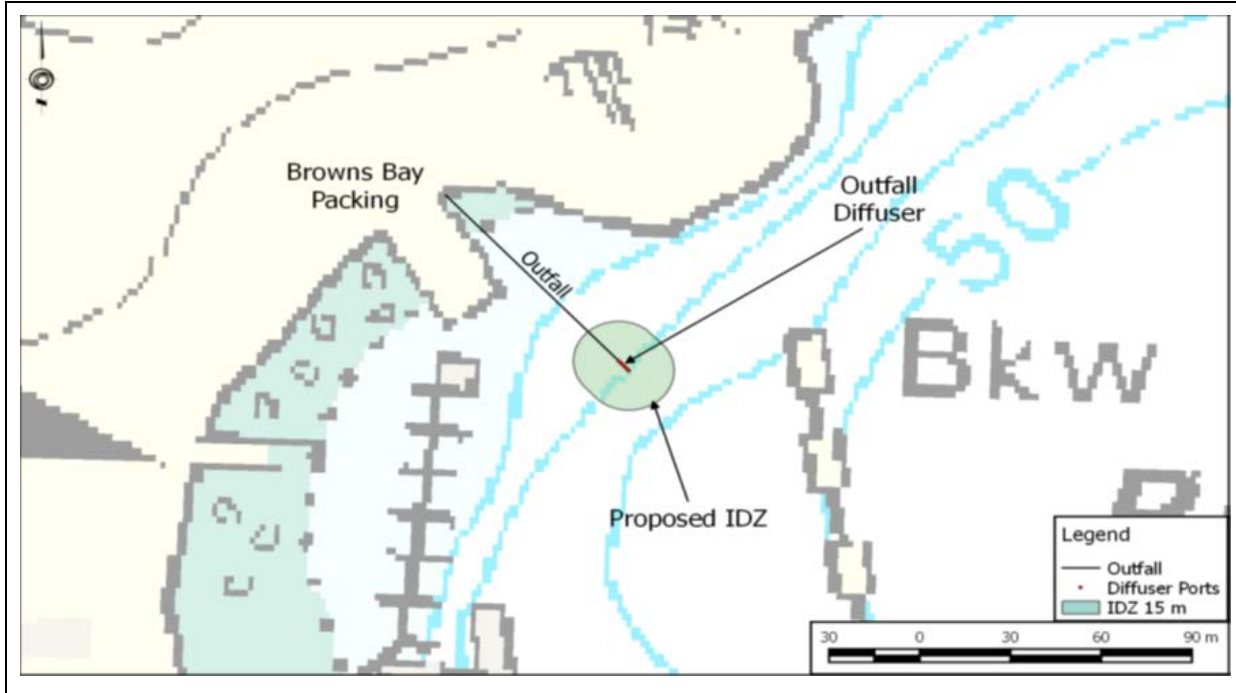 Browns Bay
Packing
Outfall
Diffuser
Outfall
50
Bkw
Proposed IDZ
Legend
Outfall
Diffuser Ports
IDZ 15 m
30 0 30 60 90 m